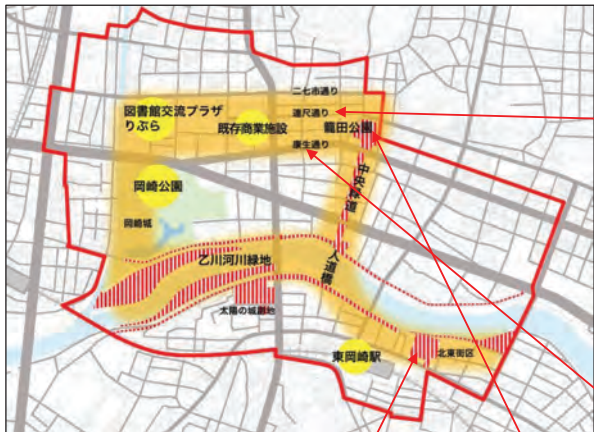 二七市通り
連尺通り
図書館交流プラザ
りぶら
既存商業施設
籠田公園
康生通り
中央緑道
岡崎公園
岡崎城
人道橋
乙川河川緑地
太陽の城跡地
東岡崎駅
北東街区